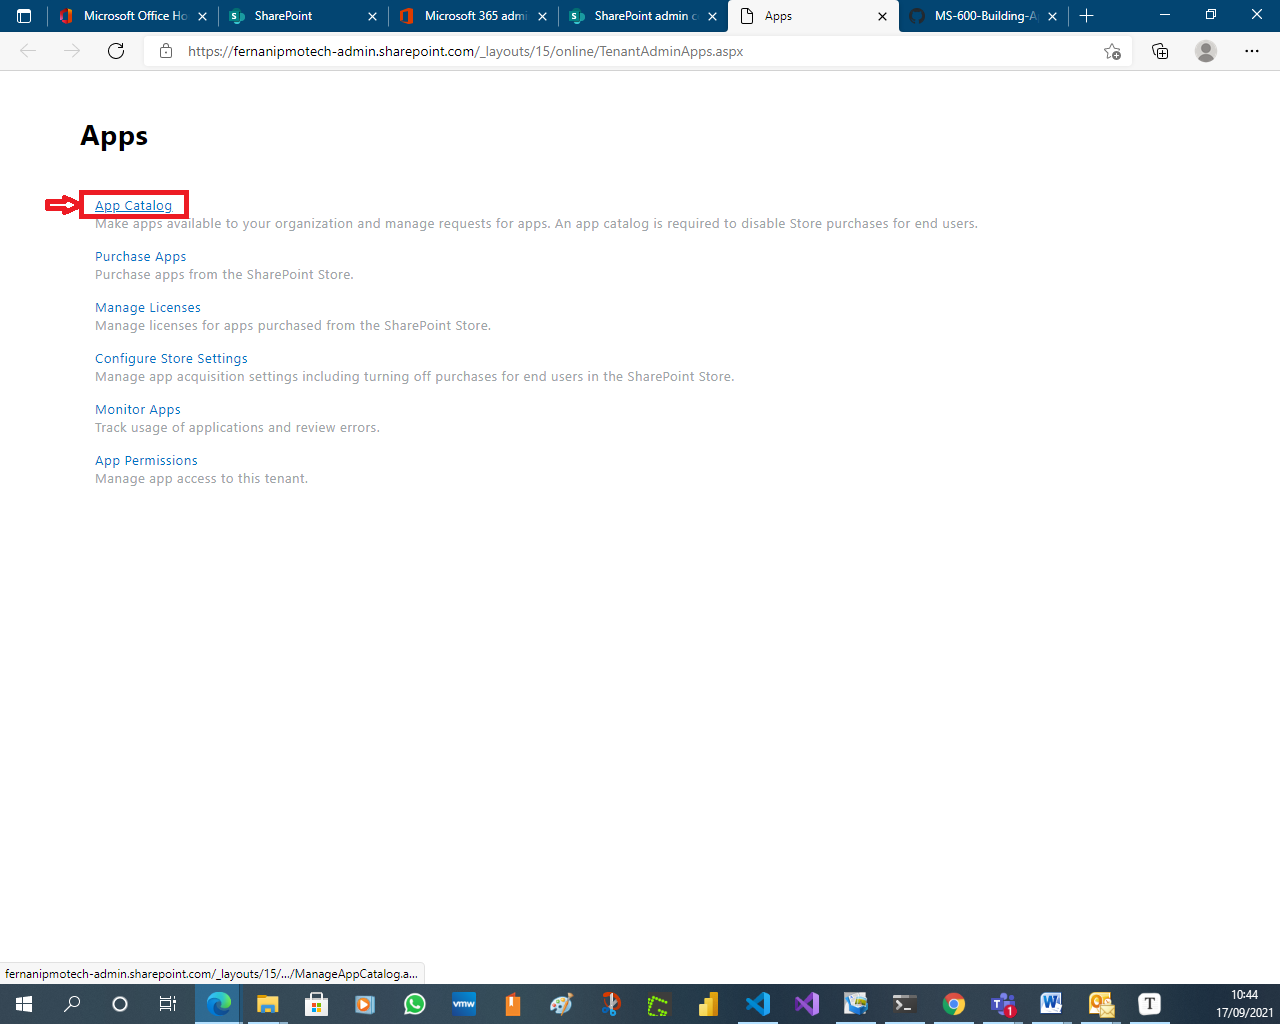 Microsoft Office Ho
SharePoint
Microsoft 365 admi
SharePoint admin c
Apps
MS-600-Building-A
https://fernanipmotech-admin.sharepoint.com/_layouts/15/online/TenantAdminApps.aspx
Apps
App Catalog
Make apps available to your organization and manage requests for apps. An app catalog is required to disable Store purchases for end users.
Purchase Apps
Purchase apps from the SharePoint Store.
Manage Licenses
Manage licenses for apps purchased from the SharePoint Store.
Configure Store Settings
Manage app acquisition settings including turning off purchases for end users in the SharePoint Store.
Monitor Apps
Track usage of applications and review errors.
App Permissions
Manage app access to this tenant.
fernanipmotech-admin.sharepoint.com/_layouts/15/.../ManageAppCatalog.a...
vmw
1
T
10:44
17/09/2021